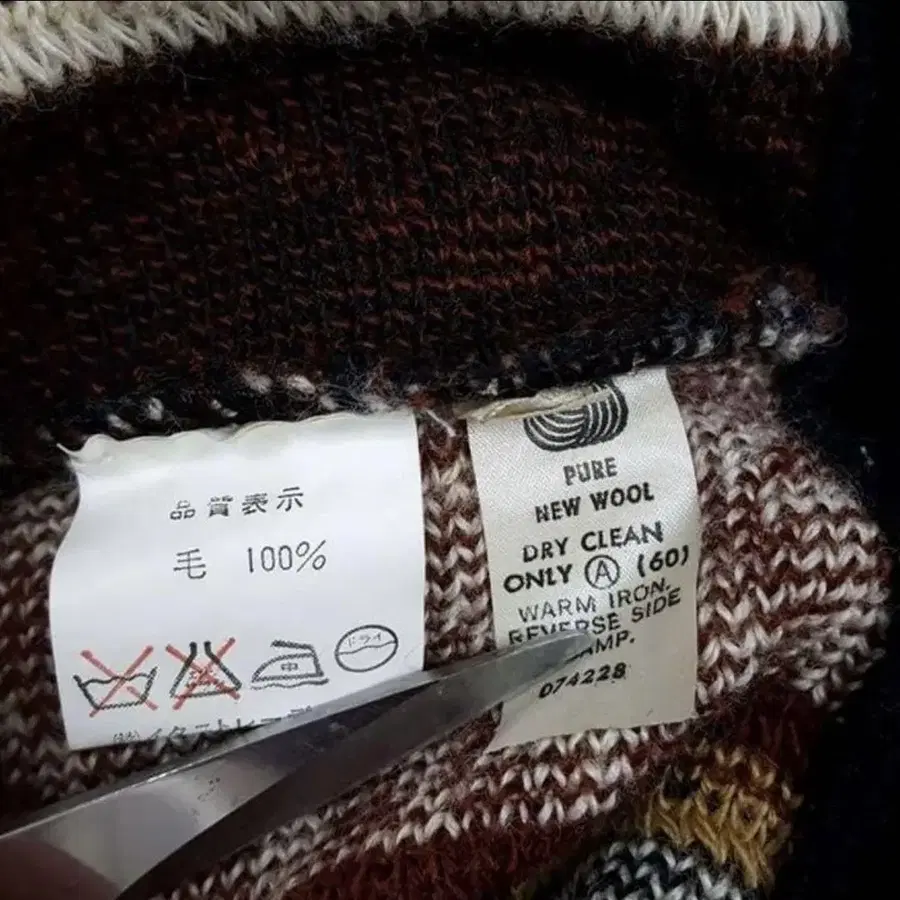 品質表示
毛 100%
中
ドライ
PURE
NEW WOOL
DRY CLEAN
ONLY Ⓐ (60)
WARM IRON.
REVERSE SIDE
D74228